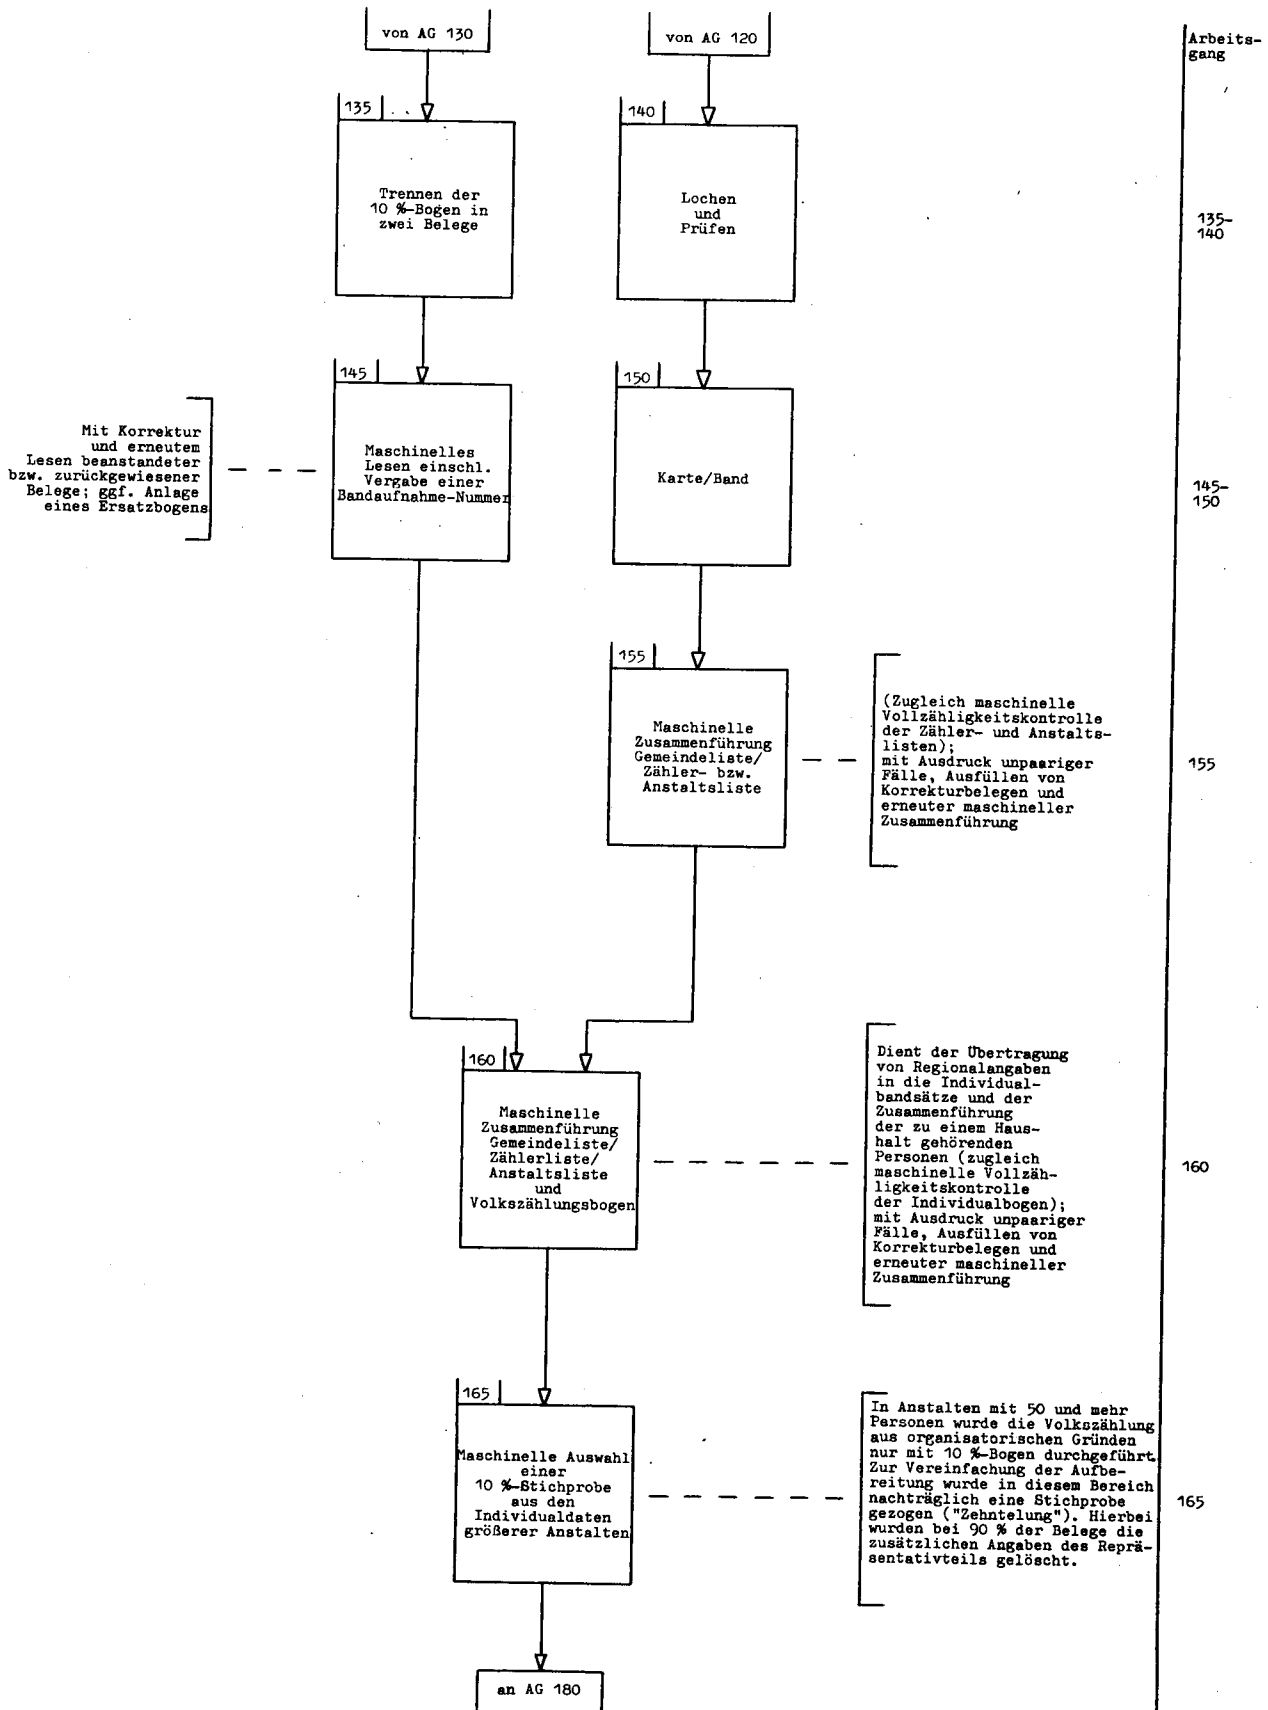 von AG 130
von AG 120
Arbeits-
gang
135
140
Trennen der
10 %-Bogen in
zwei Belege
Lochen
und
Prüfen
135-
140
145
150
Mit Korrektur
und erneutem
Lesen beanstandeter
bzw. zurückgewiesener
Belege; ggf. Anlage
eines Ersatzbogens
Maschinelles
Lesen einschl.
Vergabe einer
Bandaufnahme-Nummer
Karte/Band
145-
150
155
Maschinelle
Zusammenführung
Gemeindeliste/
Zähler- bzw.
Anstaltsliste
(Zugleich maschinelle
Vollzähligkeitskontrolle
der Zähler- und Anstalts-
listen);
mit Ausdruck unpaariger
Fälle, Ausfüllen von
Korrekturbelegen und
erneuter maschineller
Zusammenführung
155
160
Maschinelle
Zusammenführung
Gemeindeliste/
Zählerliste/
Anstaltsliste
und
Volkszählungsbogen
Dient der Übertragung
von Regionalangaben
in die Individual-
bandsätze und der
Zusammenführung
der zu einem Haus-
halt gehörenden
Personen (zugleich
maschinelle Vollzäh-
ligkeitskontrolle
der Individualbogen);
mit Ausdruck unpaariger
Fälle, Ausfüllen von
Korrekturbelegen und
erneuter maschineller
Zusammenführung
160
165
Maschinelle Auswahl
einer
10 %-Stichprobe
aus den
Individualdaten
größerer Anstalten
In Anstalten mit 50 und mehr
Personen wurde die Volkszählung
aus organisatorischen Gründen
nur mit 10 %-Bogen durchgeführt.
Zur Vereinfachung der Aufbe-
reitung wurde in diesem Bereich
nachträglich eine Stichprobe
gezogen ("Zehntelung"). Hierbei
wurden bei 90 % der Belege die
zusätzlichen Angaben des Reprä-
sentativteils gelöscht.
165
an AG 180